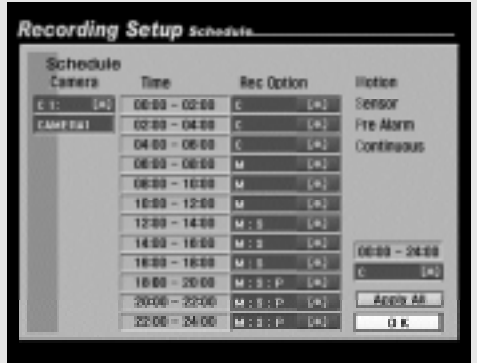 Recording Setup Schedule
Schedule
Camera Time Rec Option Motion
C 1: [*] 00:00 - 02:00 C [*] Sensor
CAMERA1 02:00 - 04:00 C [*] Pre Alarm
04:00 - 06:00 C [*] Continuous
06:00 - 08:00 M [*]
08:00 - 10:00 M [*]
10:00 - 12:00 M [*]
12:00 - 14:00 M : S [*]
14:00 - 16:00 M : S [*] 00:00 - 24:00
16:00 - 18:00 M : S [*] C [*]
18:00 - 20:00 M : S : P [*]
20:00 - 22:00 M : S : P [*] Apply All
22:00 - 24:00 M : S : P [*] O K